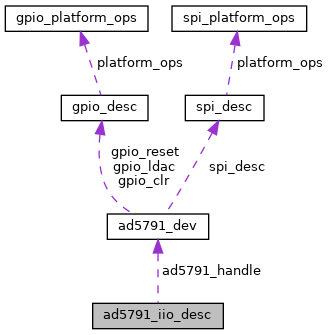 gpio_platform_ops
spi_platform_ops
platform_ops
platform_ops
gpio_desc
spi_desc
gpio_reset
gpio_ldac
gpio_clr
spi_desc
ad5791_dev
ad5791_handle
ad5791_iio_desc